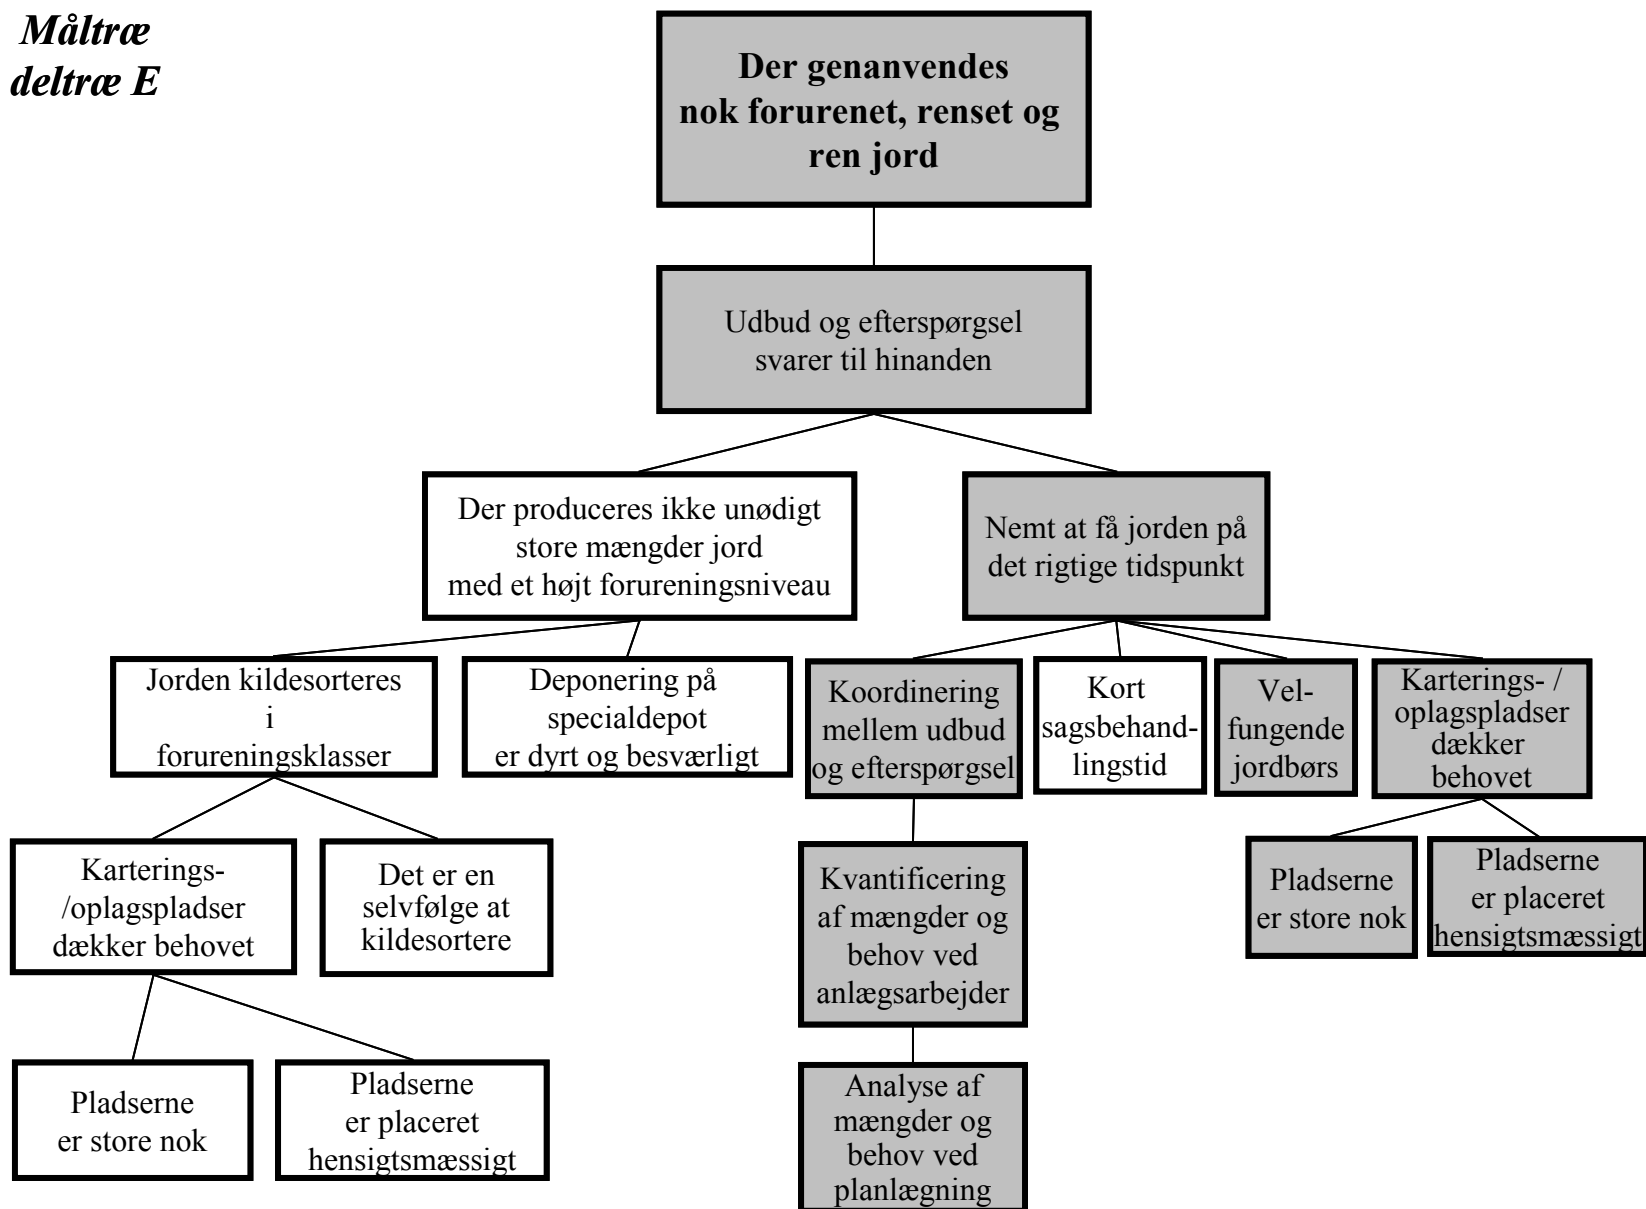 Måltræ
deltræ E
Der genanvendes
nok forurenet, renset og
ren jord
Udbud og efterspørgsel
svarer til hinanden
Der produceres ikke unødigt
store mængder jord
med et højt forureningsniveau
Nemt at få jorden på
det rigtige tidspunkt
Jorden kildesorteres
i
forureningsklasser
Deponering på
specialdepot
er dyrt og besværligt
Koordinering
mellem udbud
og efterspørgsel
Kort
sagsbehand-
lingstid
Vel-
fungende
jordbørs
Karterings- /
oplagspladser
dækker
behovet
Karterings-
/oplagspladser
dækker behovet
Det er en
selvfølge at
kildesortere
Kvantificering
af mængder og
behov ved
anlægsarbejder
Pladserne
er store nok
Pladserne
er placeret
hensigtsmæssigt
Pladserne
er store nok
Pladserne
er placeret
hensigtsmæssigt
Analyse af
mængder og
behov ved
planlægning